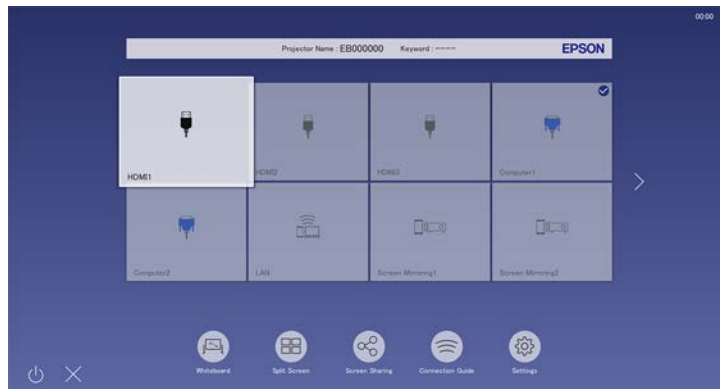 00:00
Projector Name : EB000000 Keyword : ---- EPSON
HDMI1 HDMI2 HDMI3 Computer1
Computer2 LAN Screen Mirroring1 Screen Mirroring2
Whiteboard Split Screen Screen Sharing Connection Guide Settings